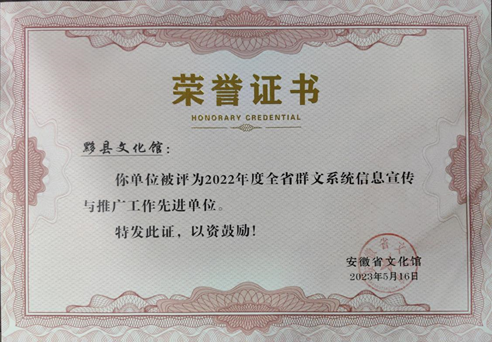 荣誉证书
HONORARY CREDENTIAL
黟县文化馆：
你单位被评为2022年度全省群文系统信息宣传
与推广工作先进单位。
特发此证，以资鼓励！
安徽省文化馆
2023年5月16日